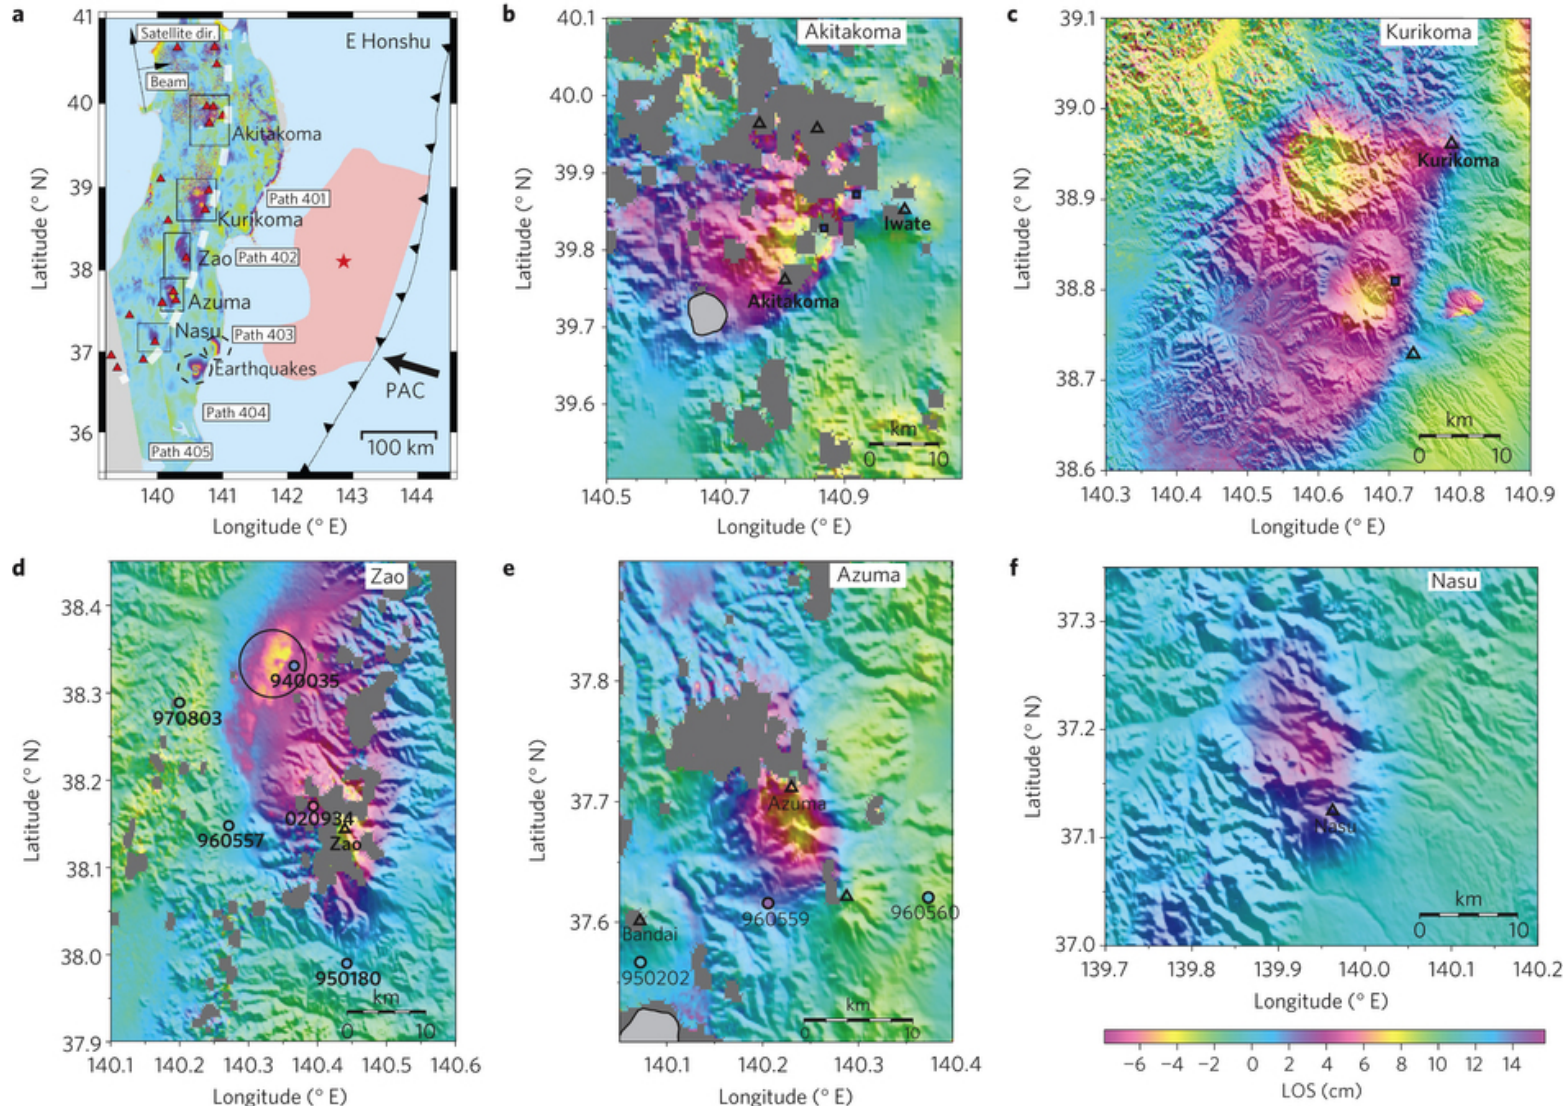 a
41
40
39
38
37
36
Latitude (° N)
Satellite dir.
Beam
E Honshu
Akitakoma
Path 401
Kurikoma
Path 402
Zao
Azuma
Nasu
Path 403
Earthquakes
PAC
Path 404
Path 405
100 km
140 141 142 143 144
Longitude (° E)
b
40.1
40.0
39.9
39.8
39.7
39.6
Latitude (° N)
Akitakoma
Iwate
Akitakoma
km
0 10
140.5 140.7 140.9
Longitude (° E)
c
39.1
39.0
38.9
38.8
38.7
38.6
Latitude (° N)
Kurikoma
Kurikoma
km
0 10
140.3 140.4 140.5 140.6 140.7 140.8 140.9
Longitude (° E)
d
38.4
38.3
38.2
38.1
38.0
37.9
Latitude (° N)
Zao
940035
970803
020934
960557
Zao
950180
km
0 10
140.1 140.2 140.3 140.4 140.5 140.6
Longitude (° E)
e
37.8
37.7
37.6
Latitude (° N)
Azuma
Azuma
960559
960560
Bandai
950202
km
0 10
140.1 140.2 140.3 140.4
Longitude (° E)
f
37.3
37.2
37.1
37.0
Latitude (° N)
Nasu
Nasu
km
0 10
139.7 139.8 139.9 140.0 140.1 140.2
Longitude (° E)
−6 −4 −2 0 2 4 6 8 10 12 14
LOS (cm)